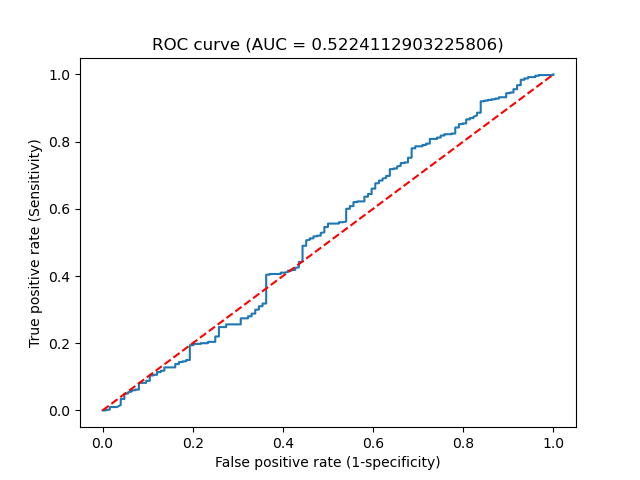 ROC curve (AUC = 0.5224112903225806)
True positive rate (Sensitivity)
1.0
0.8
0.6
0.4
0.2
0.0
0.0 0.2 0.4 0.6 0.8 1.0
False positive rate (1-specificity)